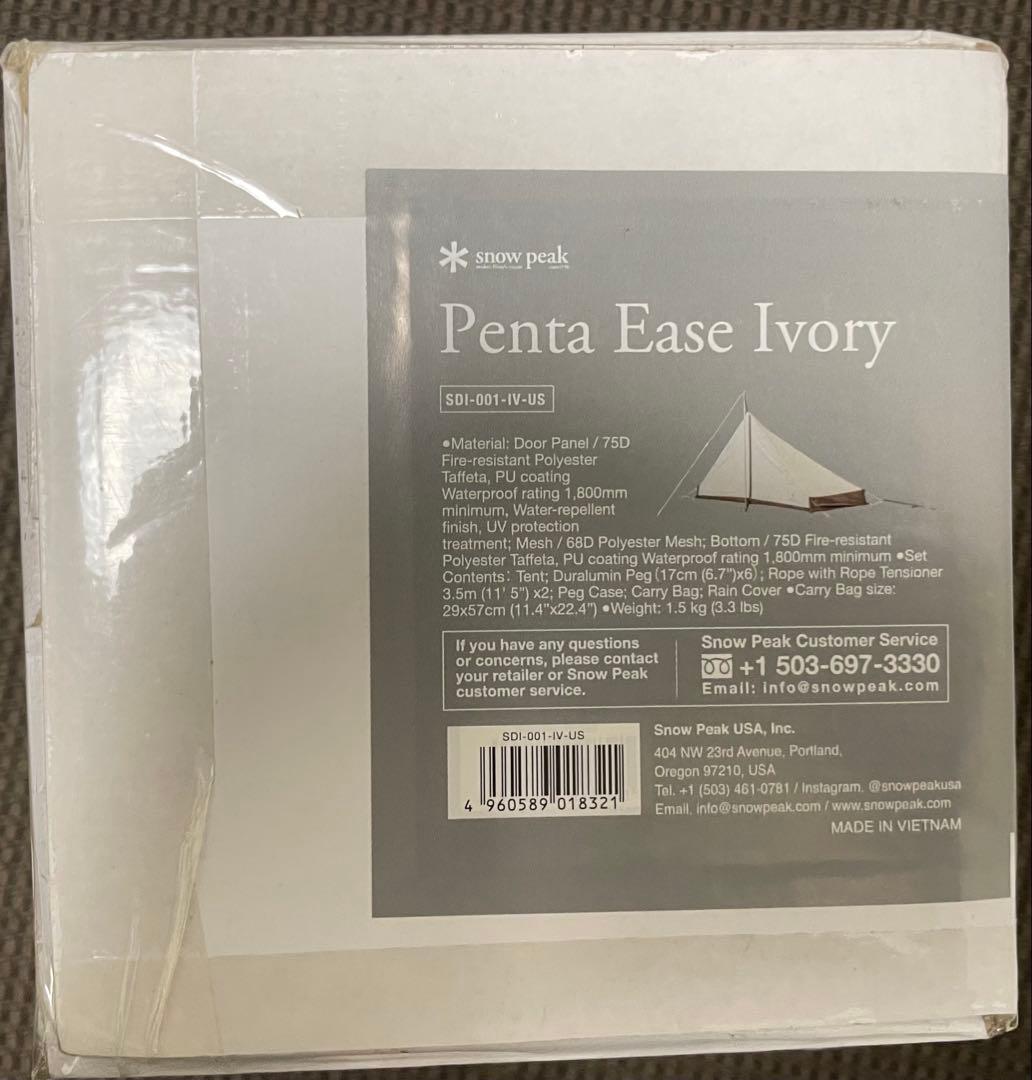 snow peak
Penta Ease Ivory
SDI-001-IV-US
●Material: Door Panel / 75D
Fire-resistant Polyester
Taffeta, PU coating
Waterproof rating 1,800mm
minimum, Water-repellent
finish, UV protection
treatment; Mesh / 68D Polyester Mesh; Bottom / 75D Fire-resistant
Polyester Taffeta, PU coating Waterproof rating 1,800mm minimum ●Set
Contents: Tent; Duralumin Peg (17cm (6.7")x6); Rope with Rope Tensioner
3.5m (11' 5") x2; Peg Case; Carry Bag; Rain Cover ●Carry Bag size:
29x57cm (11.4"x22.4") ●Weight: 1.5 kg (3.3 lbs)
If you have any questions
or concerns, please contact
your retailer or Snow Peak
customer service.
Snow Peak Customer Service
+1 503-697-3330
Email: info@snowpeak.com
SDI-001-IV-US
4 960589 018321
Snow Peak USA, Inc.
404 NW 23rd Avenue, Portland,
Oregon 97210, USA
Tel. +1 (503) 461-0781 / Instagram. @snowpeakusa
Email. info@snowpeak.com / www.snowpeak.com
MADE IN VIETNAM